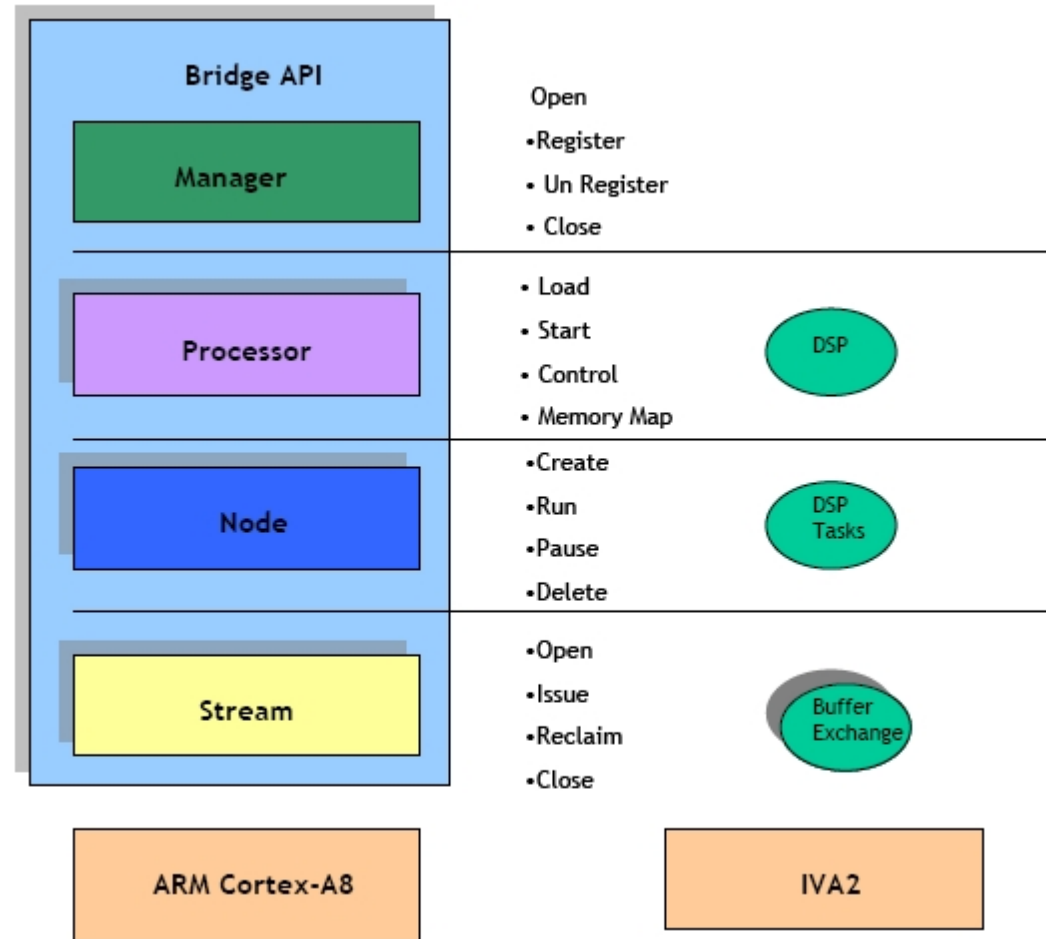 Bridge API
Manager
Open
•Register
• Un Register
• Close
Processor
• Load
• Start
• Control
• Memory Map
DSP
Node
•Create
•Run
•Pause
•Delete
DSP
Tasks
Stream
•Open
•Issue
•Reclaim
•Close
Buffer
Exchange
ARM Cortex-A8
IVA2